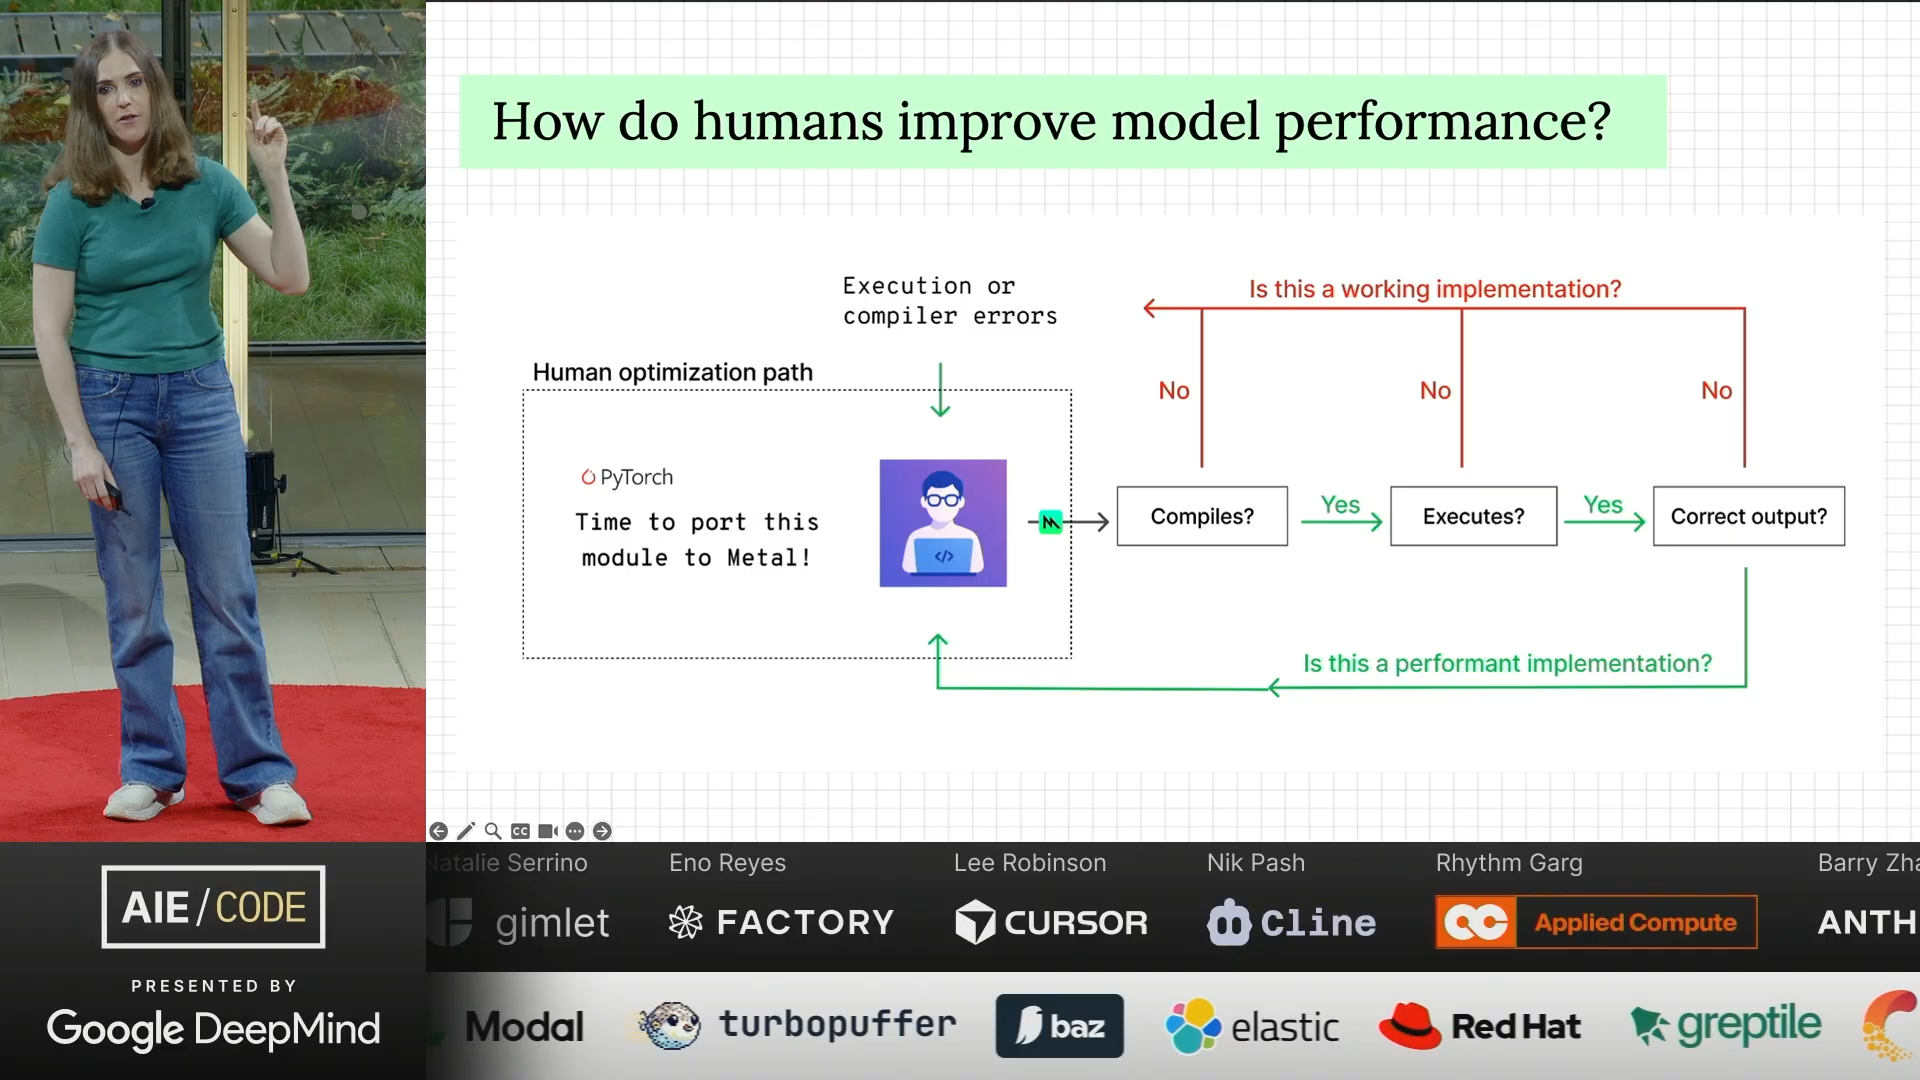 How do humans improve model performance?
Execution or
compiler errors
Is this a working implementation?
Human optimization path
No
No
No
PyTorch
Time to port this
module to Metal!
Compiles?
Yes
Executes?
Yes
Correct output?
Is this a performant implementation?
CC
Natalie Serrino
Eno Reyes
Lee Robinson
Nik Pash
Rhythm Garg
Barry Zha
gimlet
FACTORY
CURSOR
Cline
Applied Compute
ANTH
AIE/CODE
PRESENTED BY
Google DeepMind
Modal
turbopuffer
baz
elastic
Red Hat
greptile